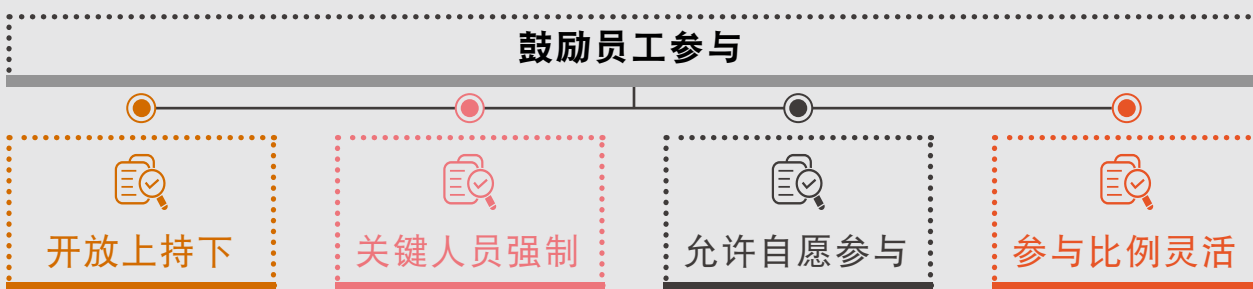 鼓励员工参与
开放上持下
关键人员强制
允许自愿参与
参与比例灵活